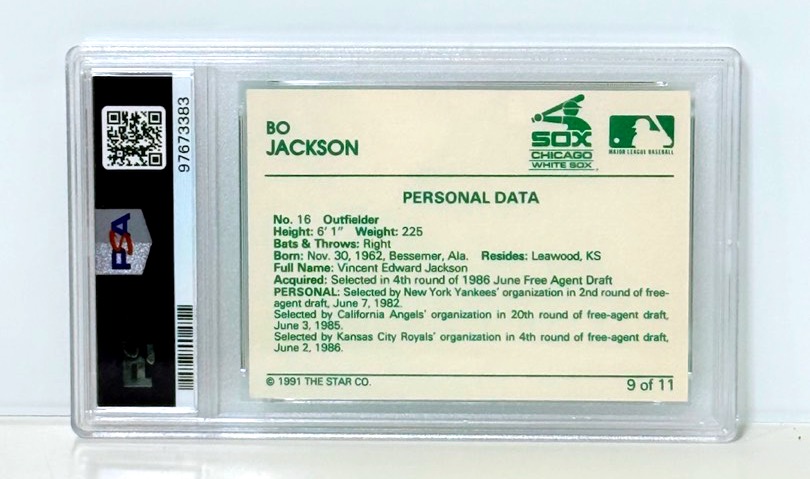 97673383
PSA
BO
JACKSON
SOX
CHICAGO
WHITE SOX
MAJOR LEAGUE BASEBALL
PERSONAL DATA
No. 16 Outfielder
Height: 6' 1" Weight: 225
Bats & Throws: Right
Born: Nov. 30, 1962, Bessemer, Ala. Resides: Leawood, KS
Full Name: Vincent Edward Jackson
Acquired: Selected in 4th round of 1986 June Free Agent Draft
PERSONAL: Selected by New York Yankees' organization in 2nd round of free-
agent draft, June 7, 1982.
Selected by California Angels' organization in 20th round of free-agent draft,
June 3, 1985.
Selected by Kansas City Royals' organization in 4th round of free-agent draft,
June 2, 1986.
© 1991 THE STAR CO.
9 of 11